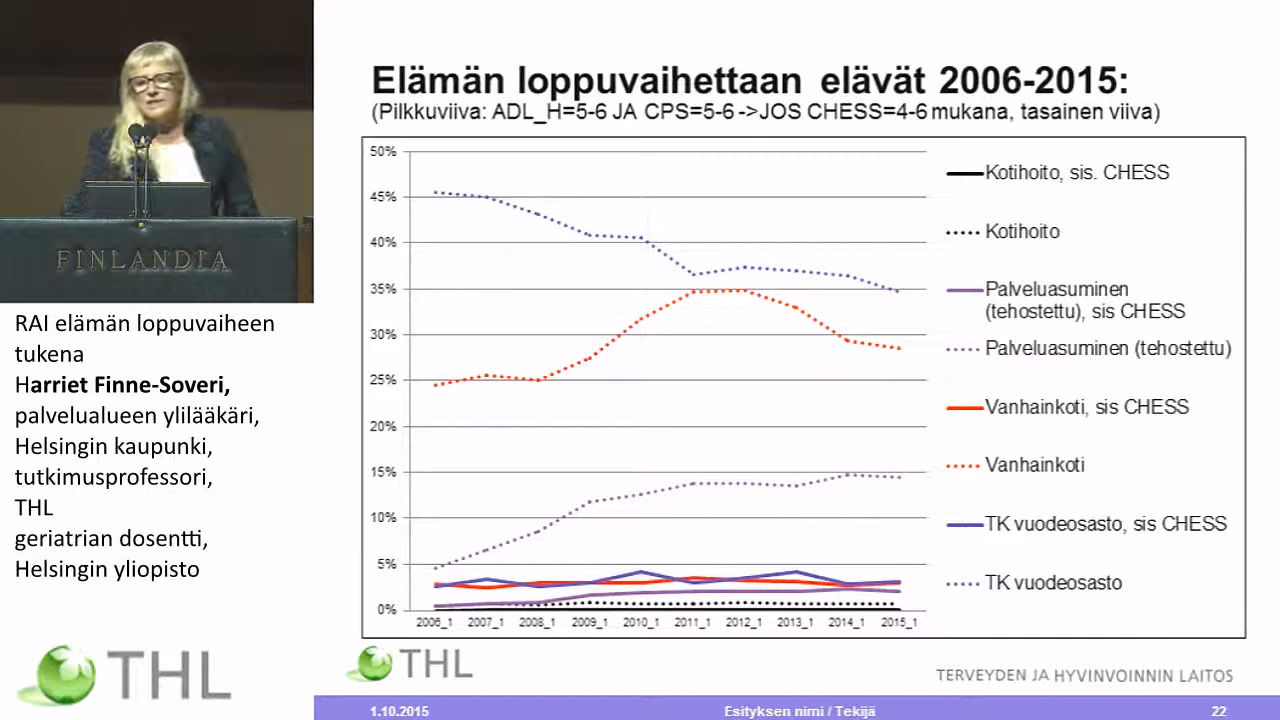 FINLANDIA
RAI elämän loppuvaiheen
tukena
Harriet Finne-Soveri,
palvelualueen ylilääkäri,
Helsingin kaupunki,
tutkimusprofessori,
THL
geriatrian dosentti,
Helsingin yliopisto
THL
Elämän loppuvaihettaan elävät 2006-2015:
(Pilkkuviiva: ADL_H=5-6 JA CPS=5-6 ->JOS CHESS=4-6 mukana, tasainen viiva)
50%
45%
40%
35%
30%
25%
20%
15%
10%
5%
0%
2006_1 2007_1 2008_1 2009_1 2010_1 2011_1 2012_1 2013_1 2014_1 2015_1
Kotihoito, sis. CHESS
Kotihoito
Palveluasuminen
(tehostettu), sis CHESS
Palveluasuminen (tehostettu)
Vanhainkoti, sis CHESS
Vanhainkoti
TK vuodeosasto, sis CHESS
TK vuodeosasto
THL
TERVEYDEN JA HYVINVOINNIN LAITOS
1.10.2015 Esityksen nimi / Tekijä 22